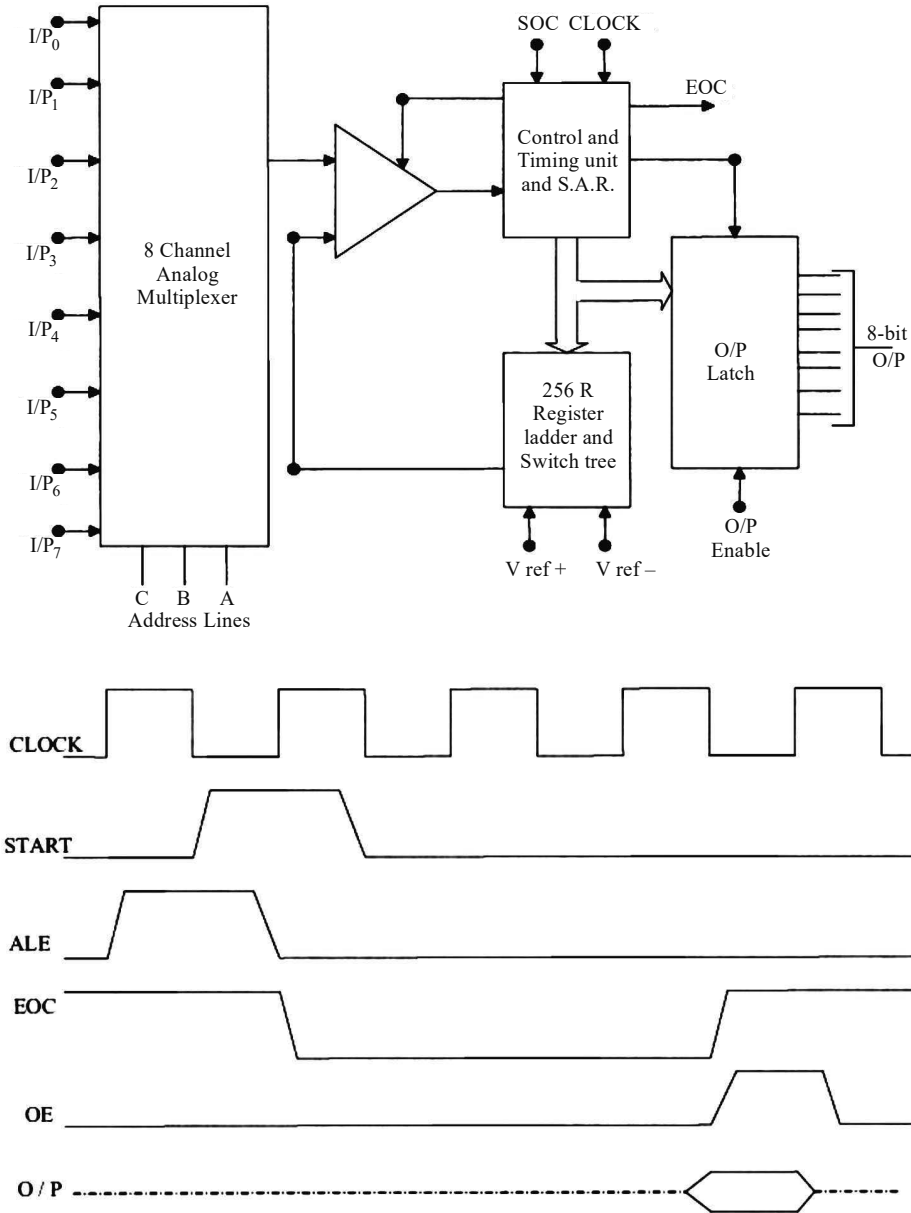 I/P0
I/P1
I/P2
I/P3
I/P4
I/P5
I/P6
I/P7
8 Channel
Analog
Multiplexer
C B A
Address Lines
SOC CLOCK
EOC
Control and
Timing unit
and S.A.R.
256 R
Register
ladder and
Switch tree
V ref + V ref –
O/P
Latch
8-bit
O/P
O/P
Enable
CLOCK
START
ALE
EOC
OE
O / P